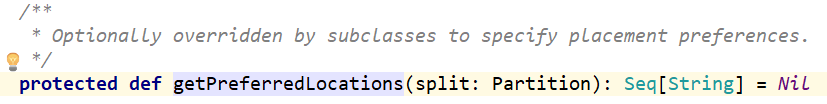 /**
* Optionally overridden by subclasses to specify placement preferences.
*/
protected def getPreferredLocations(split: Partition): Seq[String] = Nil